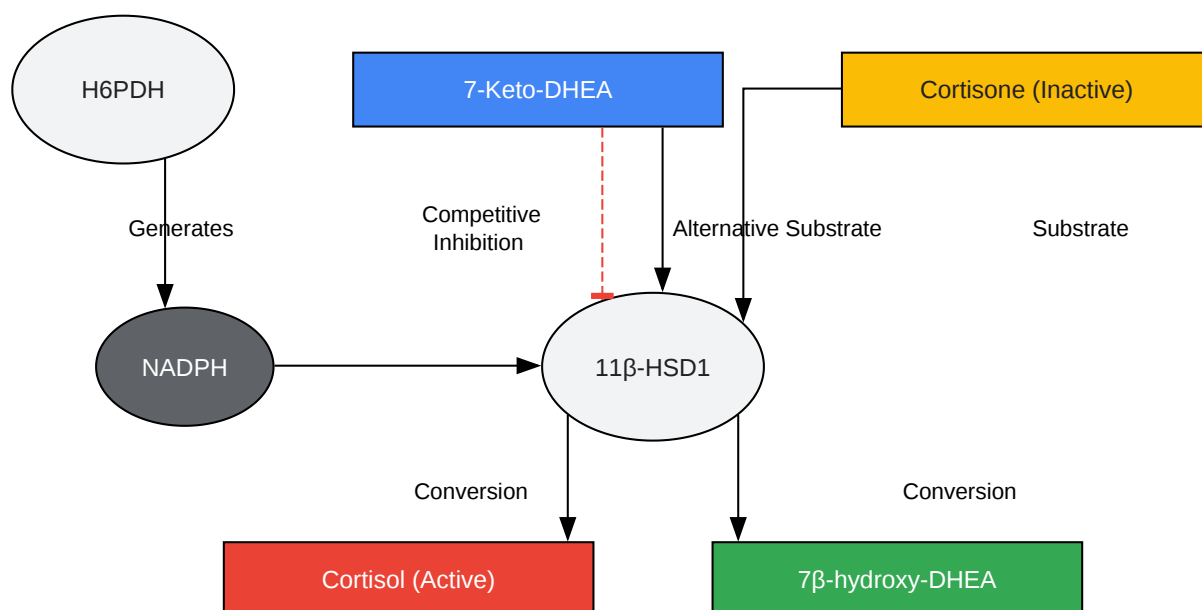 H6PDH
7-Keto-DHEA
Cortisone (Inactive)
Generates
Competitive
Inhibition
Alternative Substrate
Substrate
NADPH
11β-HSD1
Conversion
Conversion
Cortisol (Active)
7β-hydroxy-DHEA